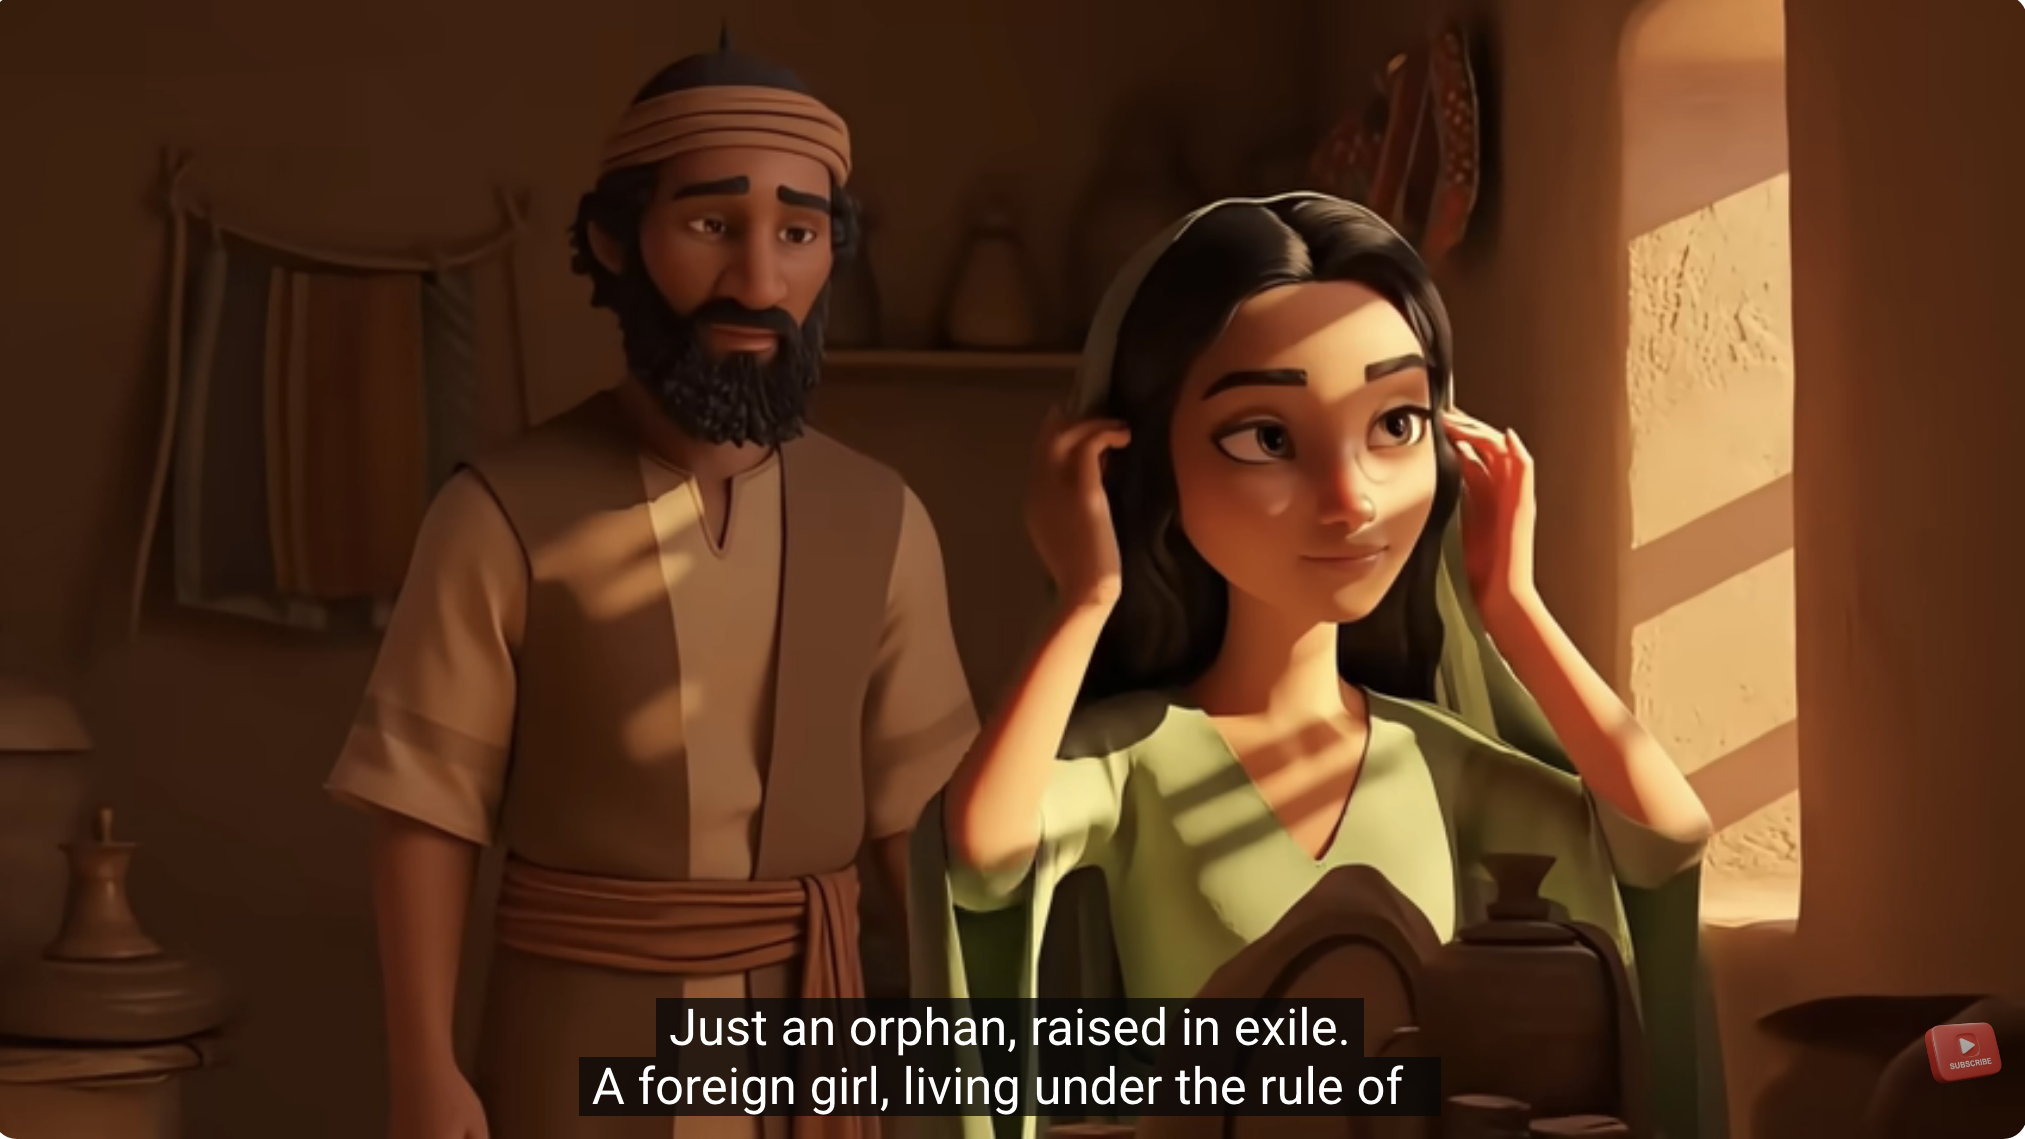 Just an orphan, raised in exile.
A foreign girl, living under the rule of
SUBSCRIBE